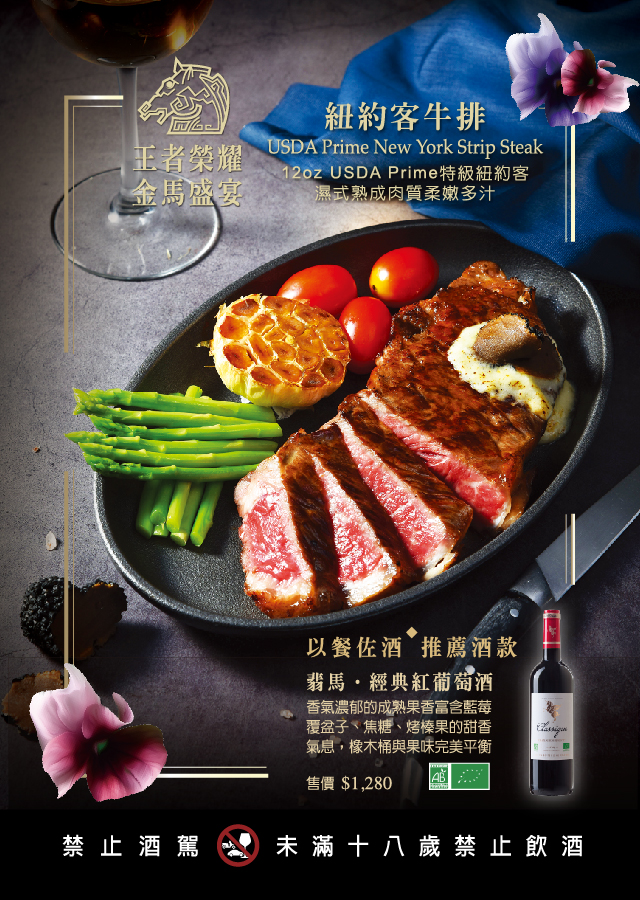 王者榮耀
金馬盛宴
紐約客牛排
USDA Prime New York Strip Steak
12oz USDA Prime特級紐約客
濕式熟成肉質柔嫩多汁
以餐佐酒◆推薦酒款
翡馬・經典紅葡萄酒
香氣濃郁的成熟果香富含藍莓
覆盆子、焦糖、烤榛果的甜香
氣息，橡木桶與果味完美平衡
售價 $1,280
AB
Classique
禁止酒駕 未滿十八歲禁止飲酒